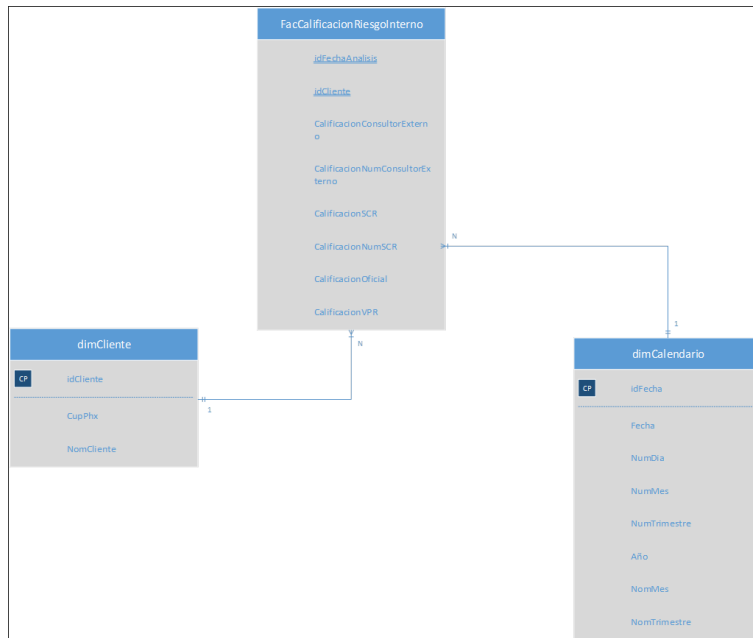 FacCalificacionRiesgoInterno
idFechaAnalisis
idCliente
CalificacionConsultorExtern
o
CalificacionNumConsultorEx
terno
CalificacionSCR
CalificacionNumSCR
CalificacionOficial
CalificacionVPR
N
N
1
1
dimCliente
CP
idCliente
CupPhx
NomCliente
dimCalendario
CP
idFecha
Fecha
NumDia
NumMes
NumTrimestre
Año
NomMes
NomTrimestre